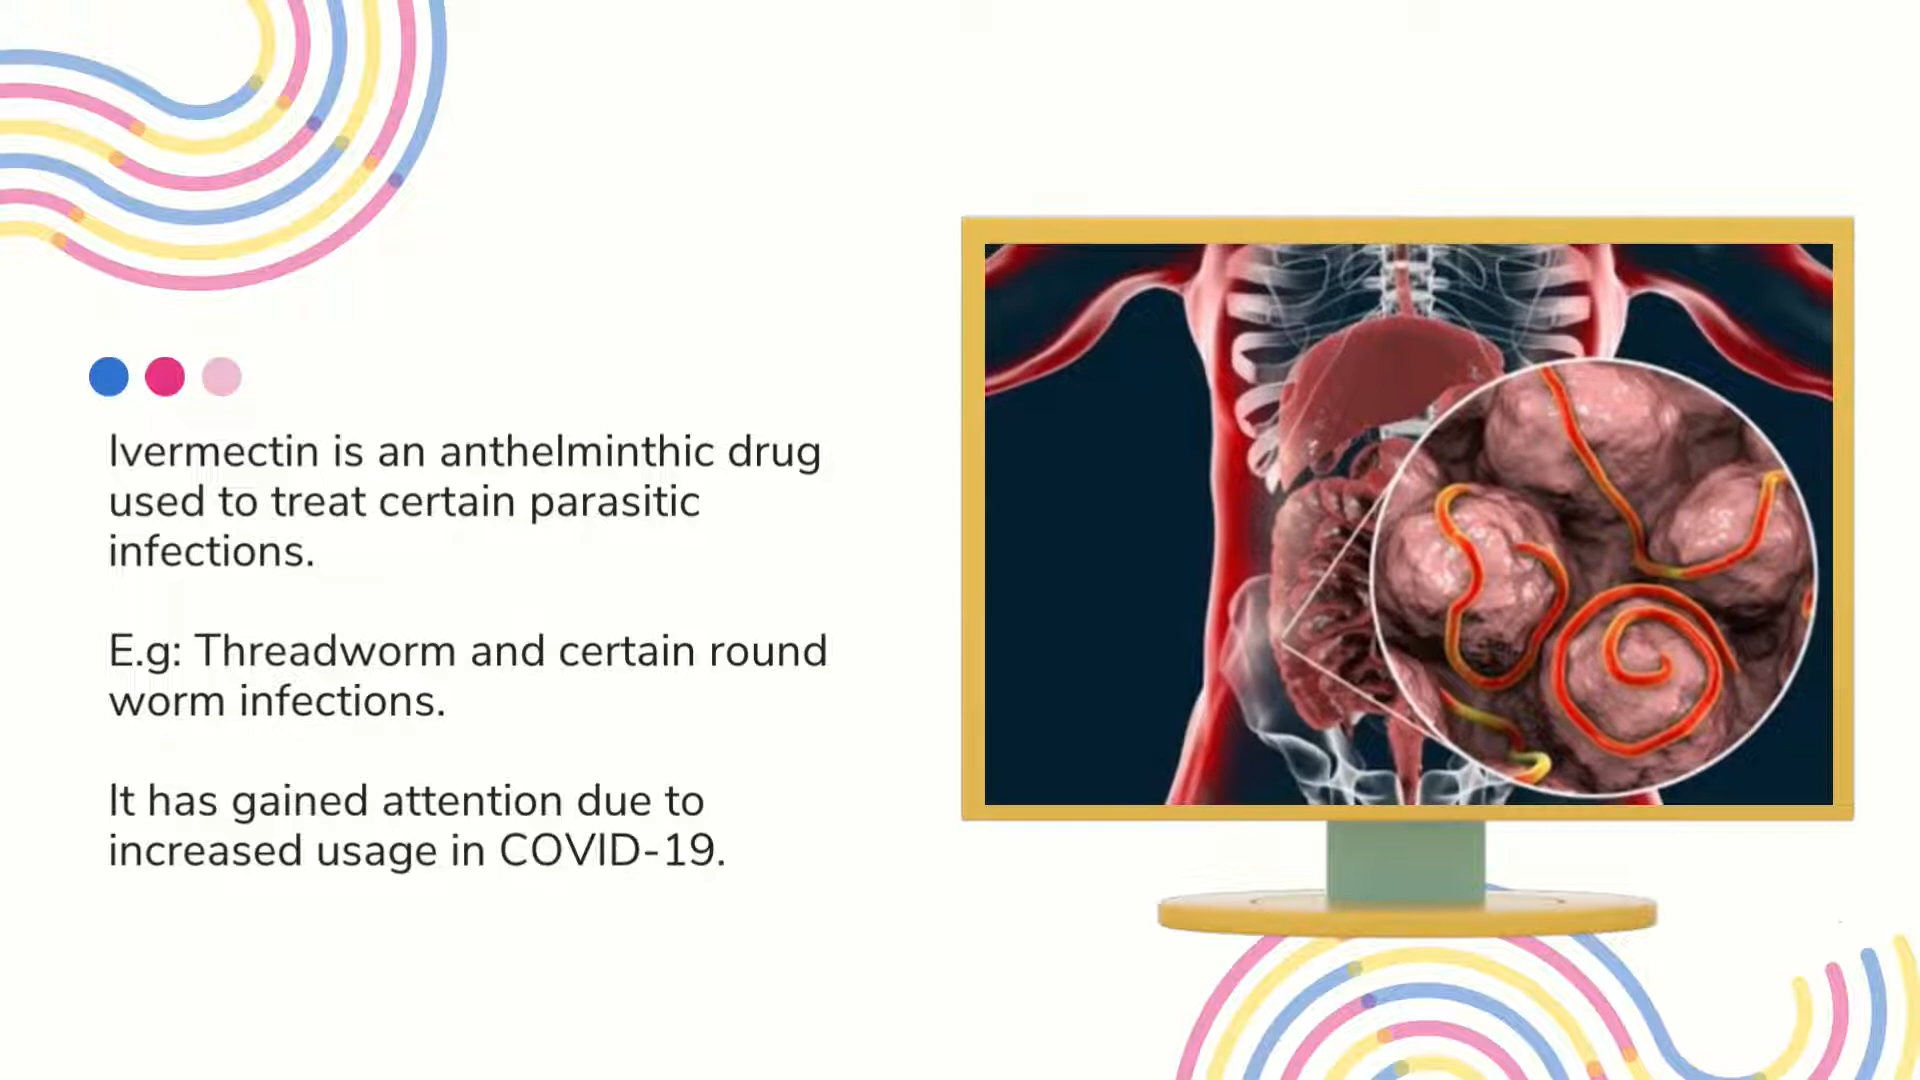 Ivermectin is an anthelminthic drug
used to treat certain parasitic
infections.
E.g: Threadworm and certain round
worm infections.
It has gained attention due to
increased usage in COVID-19.